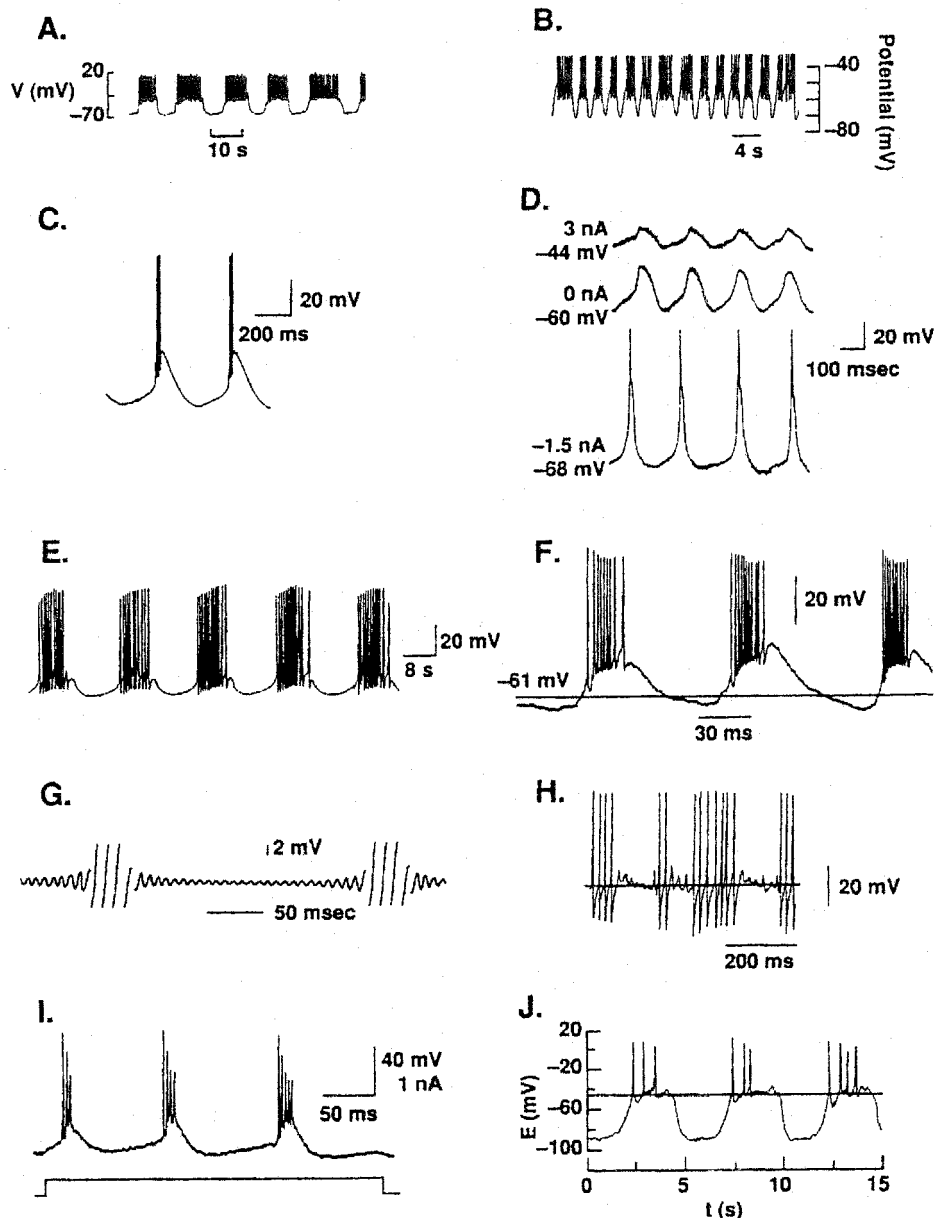 A.
20
V (mV)
−70
10 s
B.
−40
−80
Potential (mV)
4 s
C.
20 mV
200 ms
D.
3 nA
−44 mV
0 nA
−60 mV
20 mV
100 msec
−1.5 nA
−68 mV
E.
20 mV
8 s
F.
20 mV
−61 mV
30 ms
G.
2 mV
50 msec
H.
20 mV
200 ms
I.
40 mV
1 nA
50 ms
J.
20
−20
−60
−100
E (mV)
0
5
10
15
t (s)